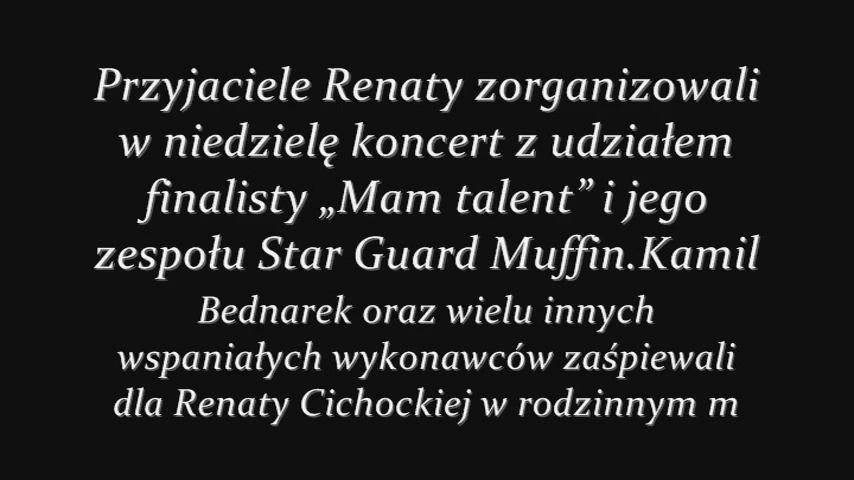 Przyjaciele Renaty zorganizowali
w niedzielę koncert z udziałem
finalisty „Mam talent” i jego
zespołu Star Guard Muffin.Kamil
Bednarek oraz wielu innych
wspaniałych wykonawców zaśpiewali
dla Renaty Cichockiej w rodzinnym m